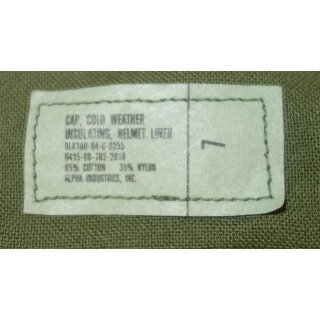 CAP, COLD WEATHER
INSULATING, HELMET LINER
DLA100-84-C-0255
8415-00-782-2918
65% COTTON 35% NYLON
ALPHA INDUSTRIES, INC.
7